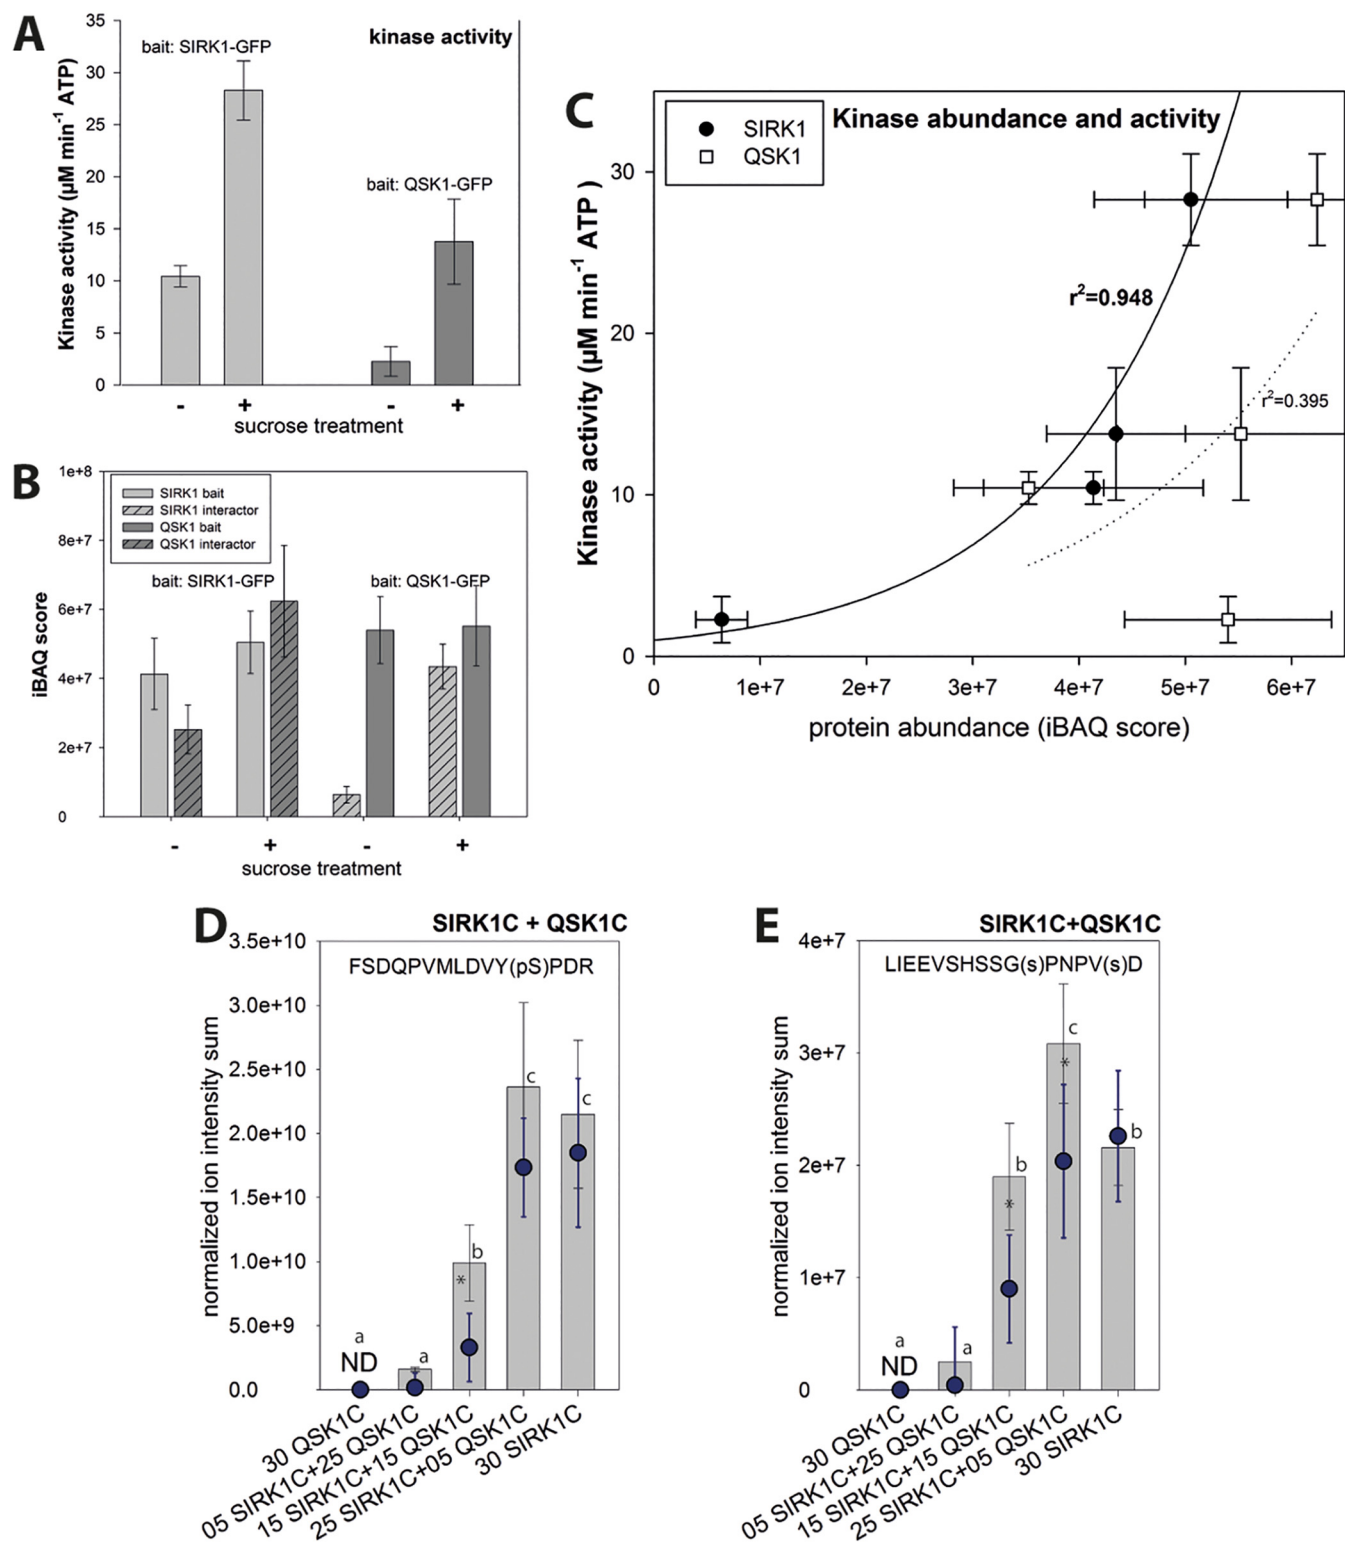 A
35
30
25
20
15
10
5
0
Kinase activity (µM min-1 ATP)
bait: SIRK1-GFP
kinase activity
bait: QSK1-GFP
- + - +
sucrose treatment
B
1e+8
8e+7
6e+7
4e+7
2e+7
0
iBAQ score
SIRK1 bait
SIRK1 interactor
QSK1 bait
QSK1 interactor
bait: SIRK1-GFP
bait: QSK1-GFP
- + - +
sucrose treatment
C
SIRK1
QSK1
Kinase abundance and activity
Kinase activity (µM min-1 ATP )
30
20
10
0
r2=0.948
r2=0.395
0 1e+7 2e+7 3e+7 4e+7 5e+7 6e+7
protein abundance (iBAQ score)
D
SIRK1C + QSK1C
FSDQPVMLDVY(pS)PDR
normalized ion intensity sum
3.5e+10
3.0e+10
2.5e+10
2.0e+10
1.5e+10
1.0e+10
5.0e+9
0.0
a
ND
a
b
*
c
c
30 QSK1C
05 SIRK1C+25 QSK1C
15 SIRK1C+15 QSK1C
25 SIRK1C+05 QSK1C
30 SIRK1C
E
SIRK1C+QSK1C
LIEEVSHSSG(s)PNPV(s)D
normalized ion intensity sum
4e+7
3e+7
2e+7
1e+7
0
a
ND
a
b
*
c
*
b
30 QSK1C
05 SIRK1C+25 QSK1C
15 SIRK1C+15 QSK1C
25 SIRK1C+05 QSK1C
30 SIRK1C